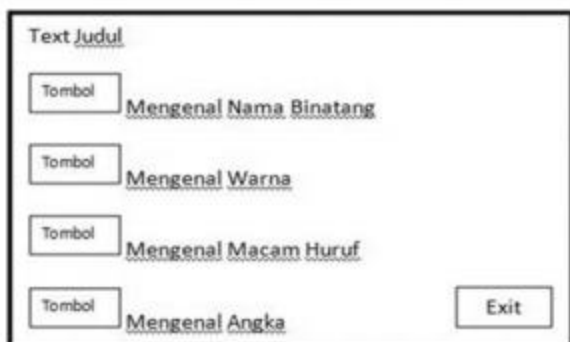 Text Judul
Tombol
Mengenal Nama Binatang
Tombol
Mengenal Warna
Tombol
Mengenal Macam Huruf
Tombol
Mengenal Angka
Exit